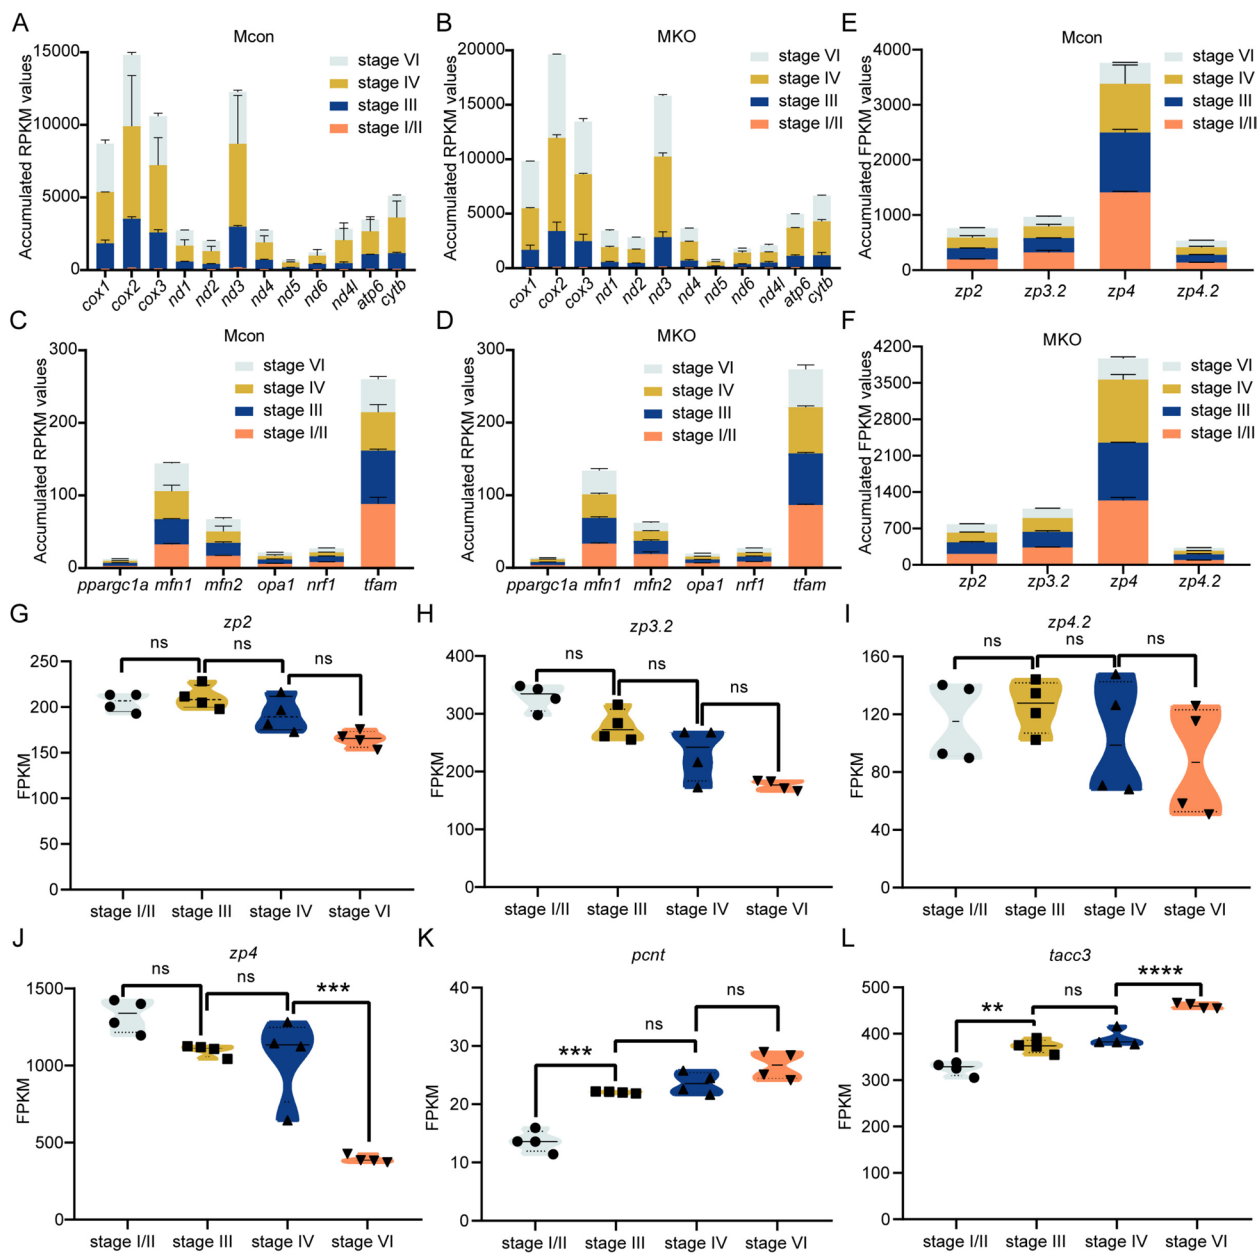 A
Mcon
Accumulated RPKM values
15000
10000
5000
0
stage VI
stage IV
stage III
stage I/II
cox1 cox2 cox3 nd1 nd2 nd3 nd4 nd5 nd6 nd4l atp6 cytb
B
MKO
Accumulated RPKM values
20000
15000
10000
5000
0
stage VI
stage IV
stage III
stage I/II
cox1 cox2 cox3 nd1 nd2 nd3 nd4 nd5 nd6 nd4l atp6 cytb
E
Mcon
Accumulated FPKM values
4000
3000
2000
1000
0
stage VI
stage IV
stage III
stage I/II
zp2 zp3.2 zp4 zp4.2
C
Mcon
Accumulated RPKM values
300
200
100
0
stage VI
stage IV
stage III
stage I/II
ppargc1a mfn1 mfn2 opa1 nrf1 tfam
D
MKO
Accumulated RPKM values
300
200
100
0
stage VI
stage IV
stage III
stage I/II
ppargc1a mfn1 mfn2 opa1 nrf1 tfam
F
MKO
Accumulated FPKM values
4200
3500
2800
2100
1400
700
0
stage VI
stage IV
stage III
stage I/II
zp2 zp3.2 zp4 zp4.2
G
zp2
FPKM
250
200
150
100
50
0
ns ns ns
stage I/II stage III stage IV stage VI
H
zp3.2
FPKM
400
300
200
100
0
ns ns ns
stage I/II stage III stage IV stage VI
I
zp4.2
FPKM
160
120
80
40
0
ns ns ns
stage I/II stage III stage IV stage VI
J
zp4
FPKM
1500
1000
500
0
ns ns ***
stage I/II stage III stage IV stage VI
K
pcnt
FPKM
40
30
20
10
0
*** ns ns
stage I/II stage III stage IV stage VI
L
tacc3
FPKM
500
400
300
200
100
0
** ns ****
stage I/II stage III stage IV stage VI